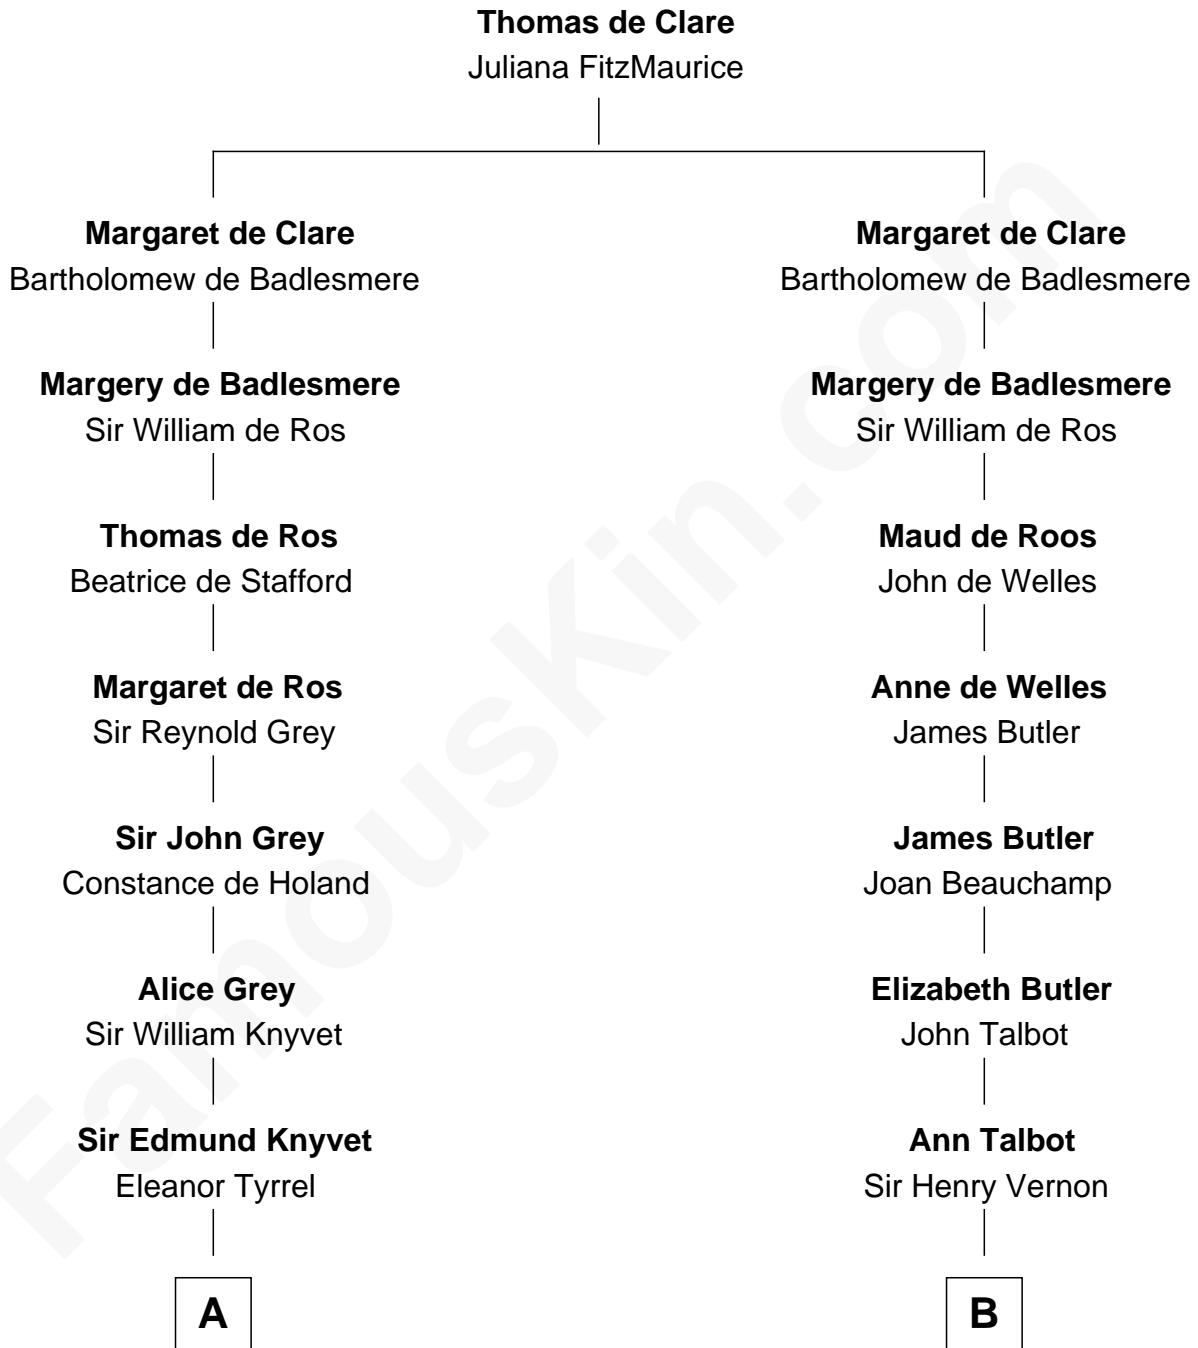 Thomas de Clare
Juliana FitzMaurice
Margaret de Clare
Bartholomew de Badlesmere
Margery de Badlesmere
Sir William de Ros
Thomas de Ros
Beatrice de Stafford
Margaret de Ros
Sir Reynold Grey
Sir John Grey
Constance de Holand
Alice Grey
Sir William Knyvet
Sir Edmund Knyvet
Eleanor Tyrrel
A
Margaret de Clare
Bartholomew de Badlesmere
Margery de Badlesmere
Sir William de Ros
Maud de Roos
John de Welles
Anne de Welles
James Butler
James Butler
Joan Beauchamp
Elizabeth Butler
John Talbot
Ann Talbot
Sir Henry Vernon
B
FamousKin.com